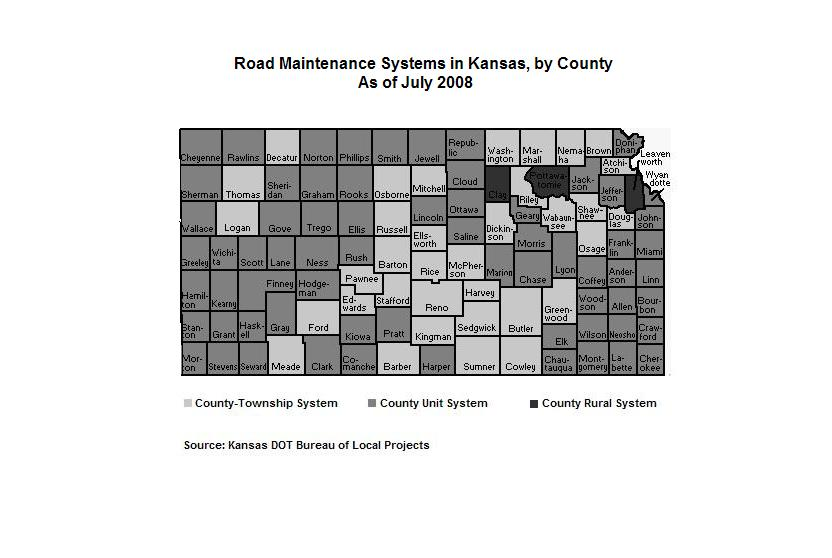 Road Maintenance Systems in Kansas, by County
As of July 2008
Cheyenne
Rawlins
Decatur
Norton
Phillips
Smith
Jewell
Repub-
lic
Wash-
ington
Mar-
shall
Nema-
ha
Brown
Doni-
phan
Leaven
worth
Wyan
dotte
Atchi-
son
Sherman
Thomas
Sheri-
dan
Graham
Rooks
Osborne
Mitchell
Cloud
Clay
Riley
Pottawa-
tomie
Jack-
son
Jeffer-
son
Wallace
Logan
Gove
Trego
Ellis
Russell
Lincoln
Ottawa
Saline
Dickin-
son
Geary
Wabaun-
see
Shaw-
nee
Doug-
las
John-
son
Greeley
Wichi-
ta
Scott
Lane
Ness
Rush
Barton
Ells-
worth
Rice
McPher-
son
Marion
Morris
Chase
Lyon
Osage
Frank-
lin
Miami
Hamil-
ton
Kearny
Finney
Hodge-
man
Pawnee
Ed-
wards
Stafford
Reno
Harvey
Green-
wood
Coffey
Ander-
son
Linn
Wood-
son
Allen
Bour-
bon
Stan-
ton
Grant
Hask-
ell
Gray
Ford
Kiowa
Pratt
Kingman
Sedgwick
Butler
Elk
Wilson
Neosho
Craw-
ford
Mor-
ton
Stevens
Seward
Meade
Clark
Co-
manche
Barber
Harper
Sumner
Cowley
Chau-
tauqua
Mont-
gomery
La-
bette
Cher-
okee
County-Township System
County Unit System
County Rural System
Source: Kansas DOT Bureau of Local Projects